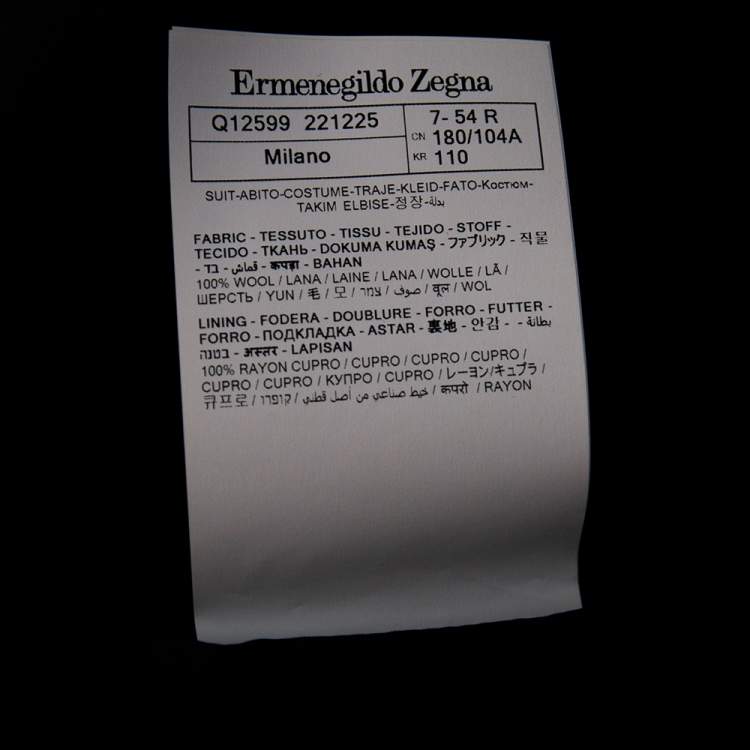 Ermenegildo Zegna
Q12599 221225
7- 54 R
CN 180/104A
Milano
KR 110
SUIT-ABITO-COSTUME-TRAJE-KLEID-FATO-Костюм-
TAKIM ELBISE-정장-بدلة
FABRIC - TESSUTO - TISSU - TEJIDO - STOFF -
TECIDO - ТКАНЬ - DOKUMA KUMAŞ - ファブリック - 직물
- בד - قماش - कपड़ा - BAHAN
100% WOOL / LANA / LAINE / LANA / WOLLE / LÃ /
ШЕРСТЬ / YUN / 毛 / 모 / צמר / صوف / वूल / WOL
LINING - FODERA - DOUBLURE - FORRO - FUTTER -
FORRO - ПОДКЛАДКА - ASTAR - 裏地 - 안감 - - بطانة
בטנה - अस्तर - LAPISAN
100% RAYON CUPRO / CUPRO / CUPRO / CUPRO /
CUPRO / CUPRO / КУПРО / CUPRO / レーヨン/キュプラ /
큐프로 / קופרו / خيط صناعي من أصل قطني / कपरो / RAYON